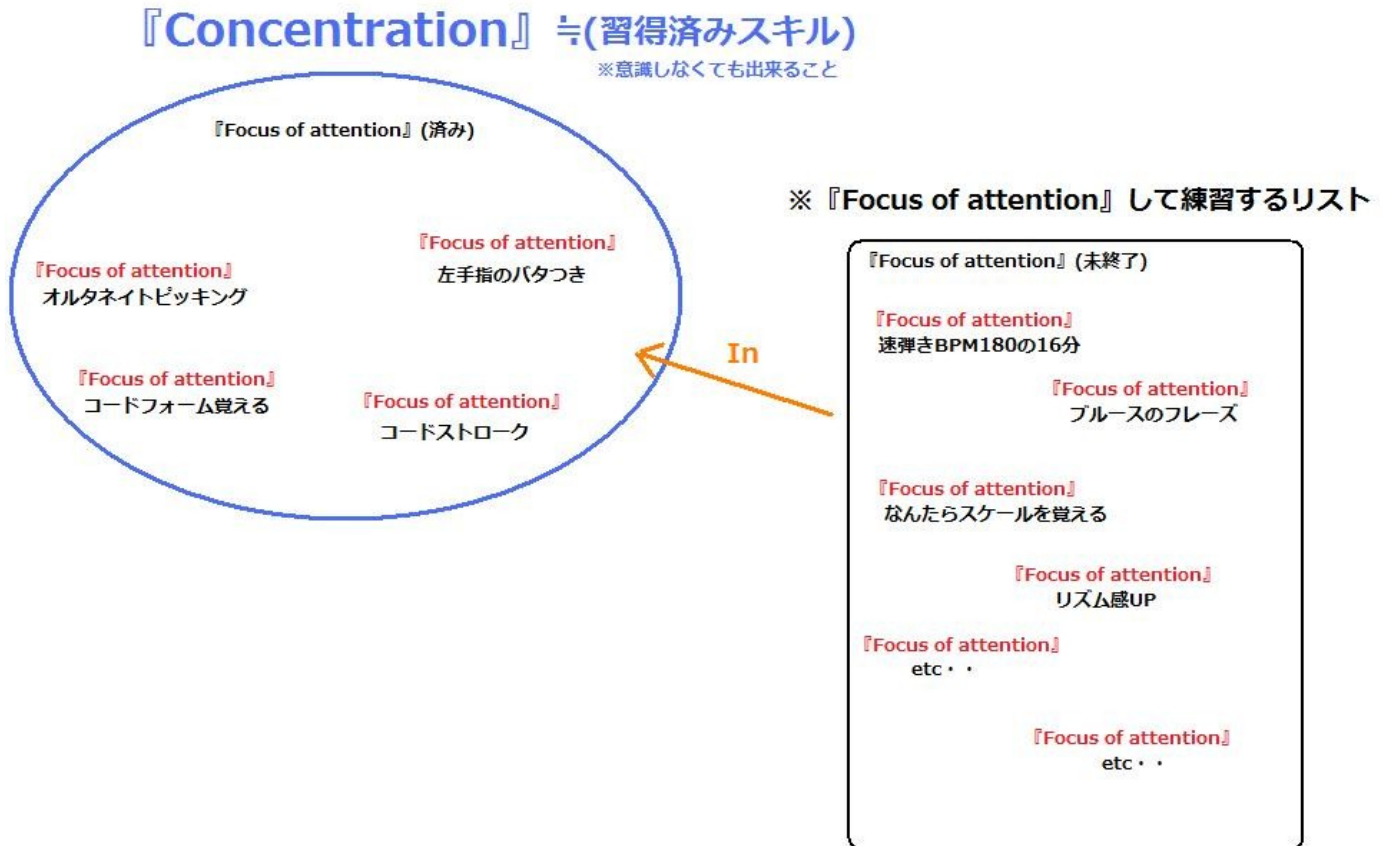 『Concentration』≒(習得済みスキル)
※意識しなくても出来ること
『Focus of attention』(済み)
『Focus of attention』
左手指のバタつき
『Focus of attention』
オルタネイトピッキング
『Focus of attention』
コードフォーム覚える
『Focus of attention』
コードストローク
In
※『Focus of attention』して練習するリスト
『Focus of attention』(未終了)
『Focus of attention』
速弾きBPM180の16分
『Focus of attention』
ブルースのフレーズ
『Focus of attention』
なんたらスケールを覚える
『Focus of attention』
リズム感UP
『Focus of attention』
etc・・
『Focus of attention』
etc・・